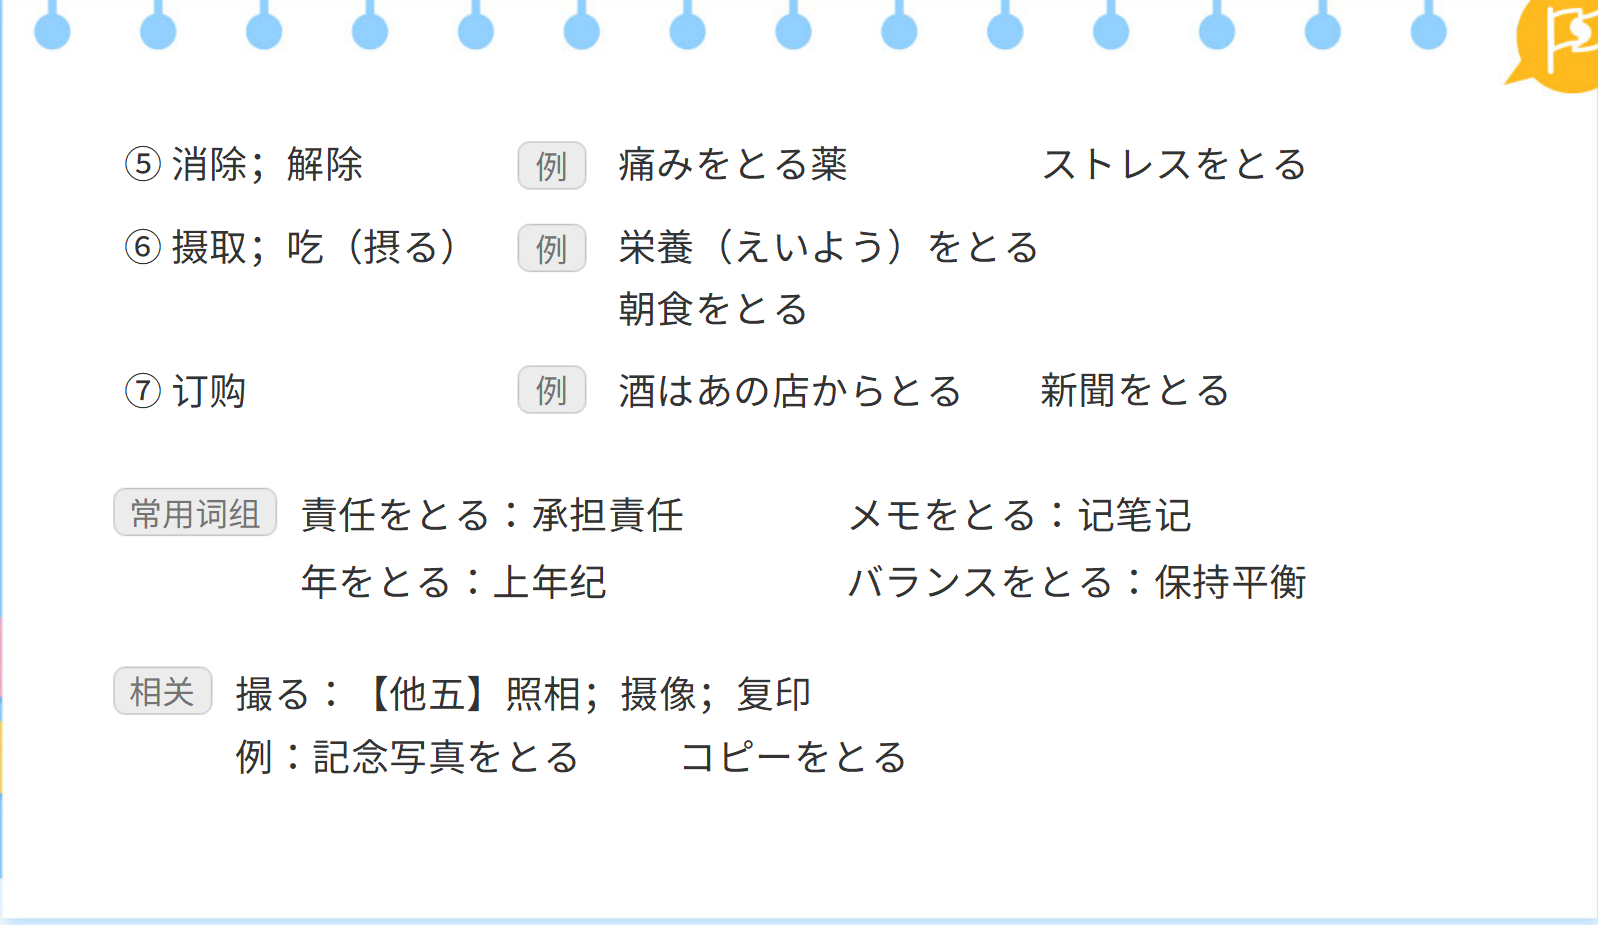 ⑤ 消除；解除 例 痛みをとる薬 ストレスをとる
⑥ 摄取；吃（摂る） 例 栄養（えいよう）をとる
朝食をとる
⑦ 订购 例 酒はあの店からとる 新聞をとる
常用词组 責任をとる：承担責任 メモをとる：记笔记
年をとる：上年纪 バランスをとる：保持平衡
相关 撮る：【他五】照相；摄像；复印
例：記念写真をとる コピーをとる